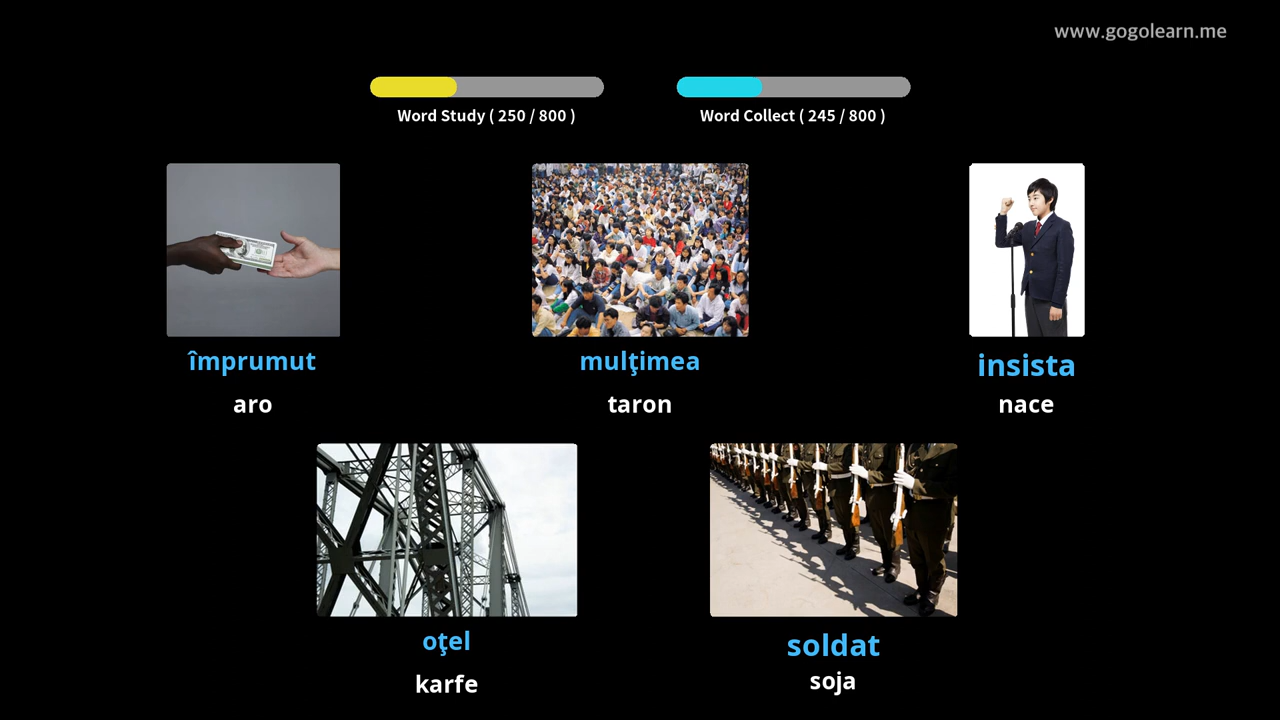 www.gogolearn.me
Word Study ( 250 / 800 )
Word Collect ( 245 / 800 )
împrumut
mulţimea
insista
aro
taron
nace
oţel
soldat
karfe
soja